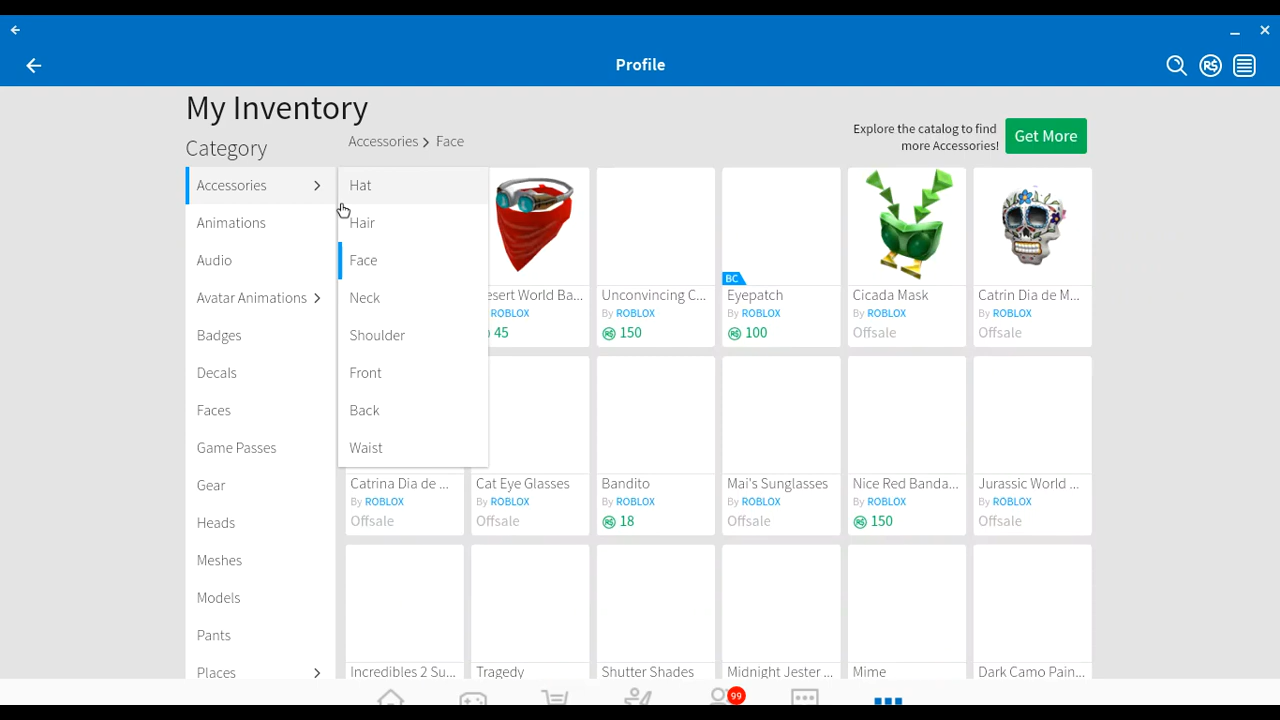 Profile
R$
My Inventory
Category
Accessories > Face
Explore the catalog to find
more Accessories!
Get More
Accessories >
Animations
Audio
Avatar Animations >
Badges
Decals
Faces
Game Passes
Gear
Heads
Meshes
Models
Pants
Places >
Hat
Hair
Face
Neck
Shoulder
Front
Back
Waist
esert World Ba...
ROBLOX
45
Unconvincing C...
By ROBLOX
R$ 150
BC
Eyepatch
By ROBLOX
R$ 100
Cicada Mask
By ROBLOX
Offsale
Catrin Dia de M...
By ROBLOX
Offsale
Catrina Dia de ...
By ROBLOX
Offsale
Cat Eye Glasses
By ROBLOX
Offsale
Bandito
By ROBLOX
R$ 18
Mai's Sunglasses
By ROBLOX
Offsale
Nice Red Banda...
By ROBLOX
R$ 150
Jurassic World ...
By ROBLOX
Offsale
Incredibles 2 Su...
Tragedy
Shutter Shades
Midnight Jester ...
Mime
Dark Camo Pain...
99